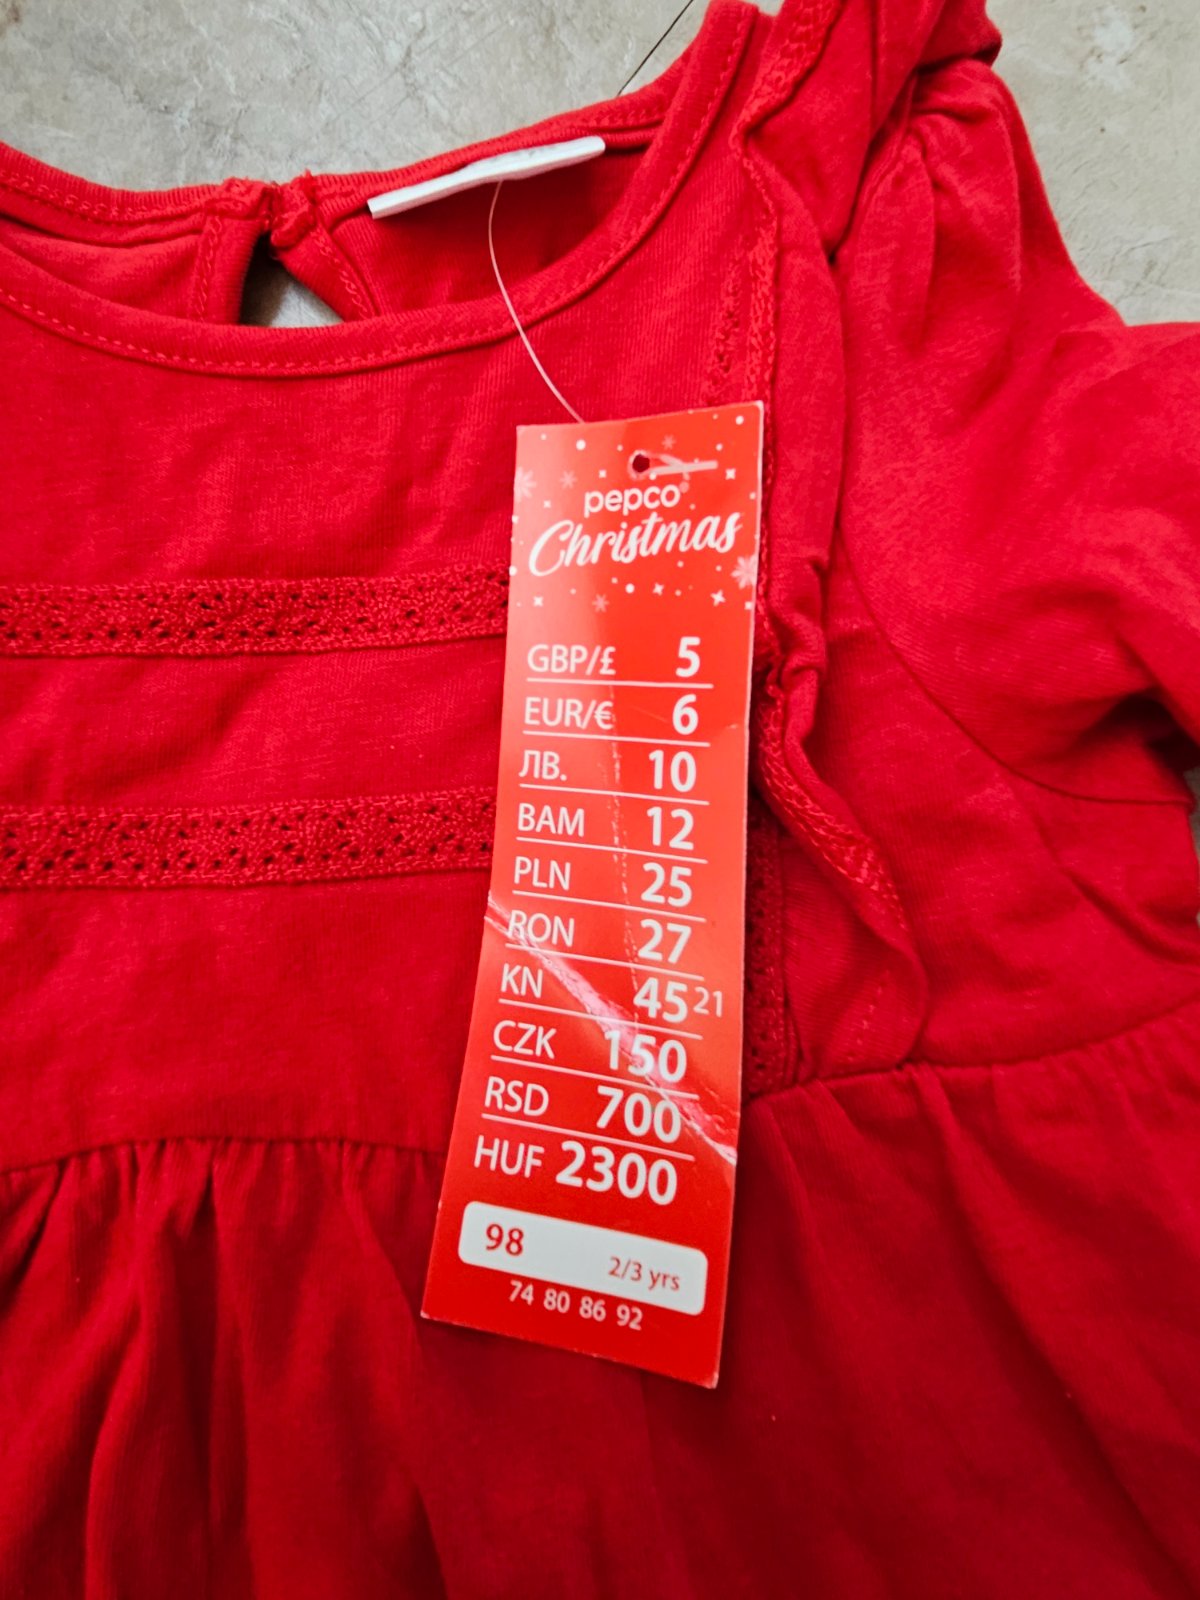 pepco®
Christmas
GBP/£ 5
EUR/€ 6
ЛВ. 10
BAM 12
PLN 25
RON 27
KN 45 21
CZK 150
RSD 700
HUF 2300
98 2/3 yrs
74 80 86 92